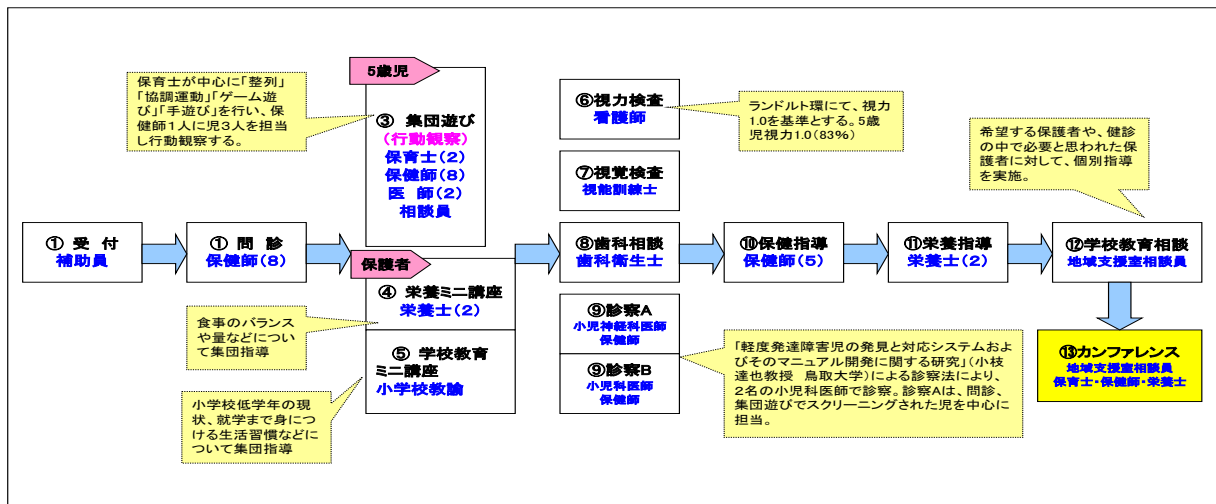 保育士が中心に「整列」
「協調運動」「ゲーム遊
び」「手遊び」を行い、保
健師1人に児3人を担当
し行動観察する。
5歳児
③ 集団遊び
(行動観察)
保育士(2)
保健師(8)
医 師(2)
相談員
⑥視力検査
看護師
ランドルト環にて、視力
1.0を基準とする。5歳
児視力1.0(83%)
⑦視覚検査
視能訓練士
希望する保護者や、健診
の中で必要と思われた保
護者に対して、個別指導
を実施。
① 受 付
補助員
① 問 診
保健師(8)
保護者
④ 栄養ミニ講座
栄養士(2)
⑤ 学校教育
ミニ講座
小学校教諭
⑧歯科相談
歯科衛生士
⑩保健指導
保健師(5)
⑪栄養指導
栄養士(2)
⑫学校教育相談
地域支援室相談員
食事のバランス
や量などについ
て集団指導
小学校低学年の現
状、就学まで身につ
ける生活習慣などに
ついて集団指導
⑨診察A
小児神経科医師
保健師
⑨診察B
小児科医師
保健師
「軽度発達障害児の発見と対応システムおよ
びそのマニュアル開発に関する研究」(小枝
達也教授 鳥取大学)による診察法により、
2名の小児科医師で診察。診察Aは、問診、
集団遊びでスクリーニングされた児を中心に
担当。
⑬カンファレンス
地域支援室相談員
保育士・保健師・栄養士